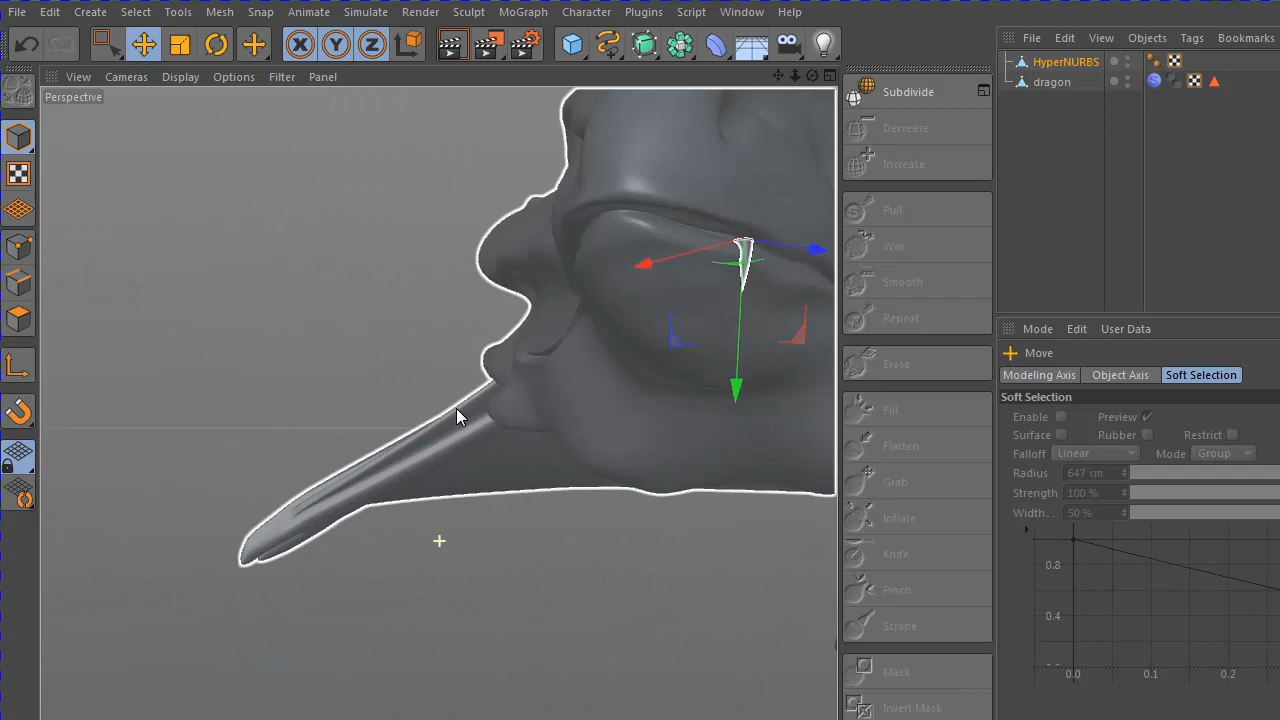 File Edit Create Select Tools Mesh Snap Animate Simulate Render Sculpt MoGraph Character Plugins Script Window Help
X Y Z
File Edit View Objects Tags Bookmarks
View Cameras Display Options Filter Panel
Perspective
HyperNURBS
dragon
Subdivide
Decrease
Increase
Pull
Wax
Smooth
Repeat
Erase
Fill
Flatten
Grab
Inflate
Knife
Pinch
Scrape
Mask
Invert Mask
Mode Edit User Data
Move
Modeling Axis Object Axis Soft Selection
Soft Selection
Enable Preview
Surface Rubber Restrict
Falloff Linear Mode Group
Radius 647 cm
Strength 100 %
Width . . 50 %
0.8
0.4
0.0 0.1 0.2